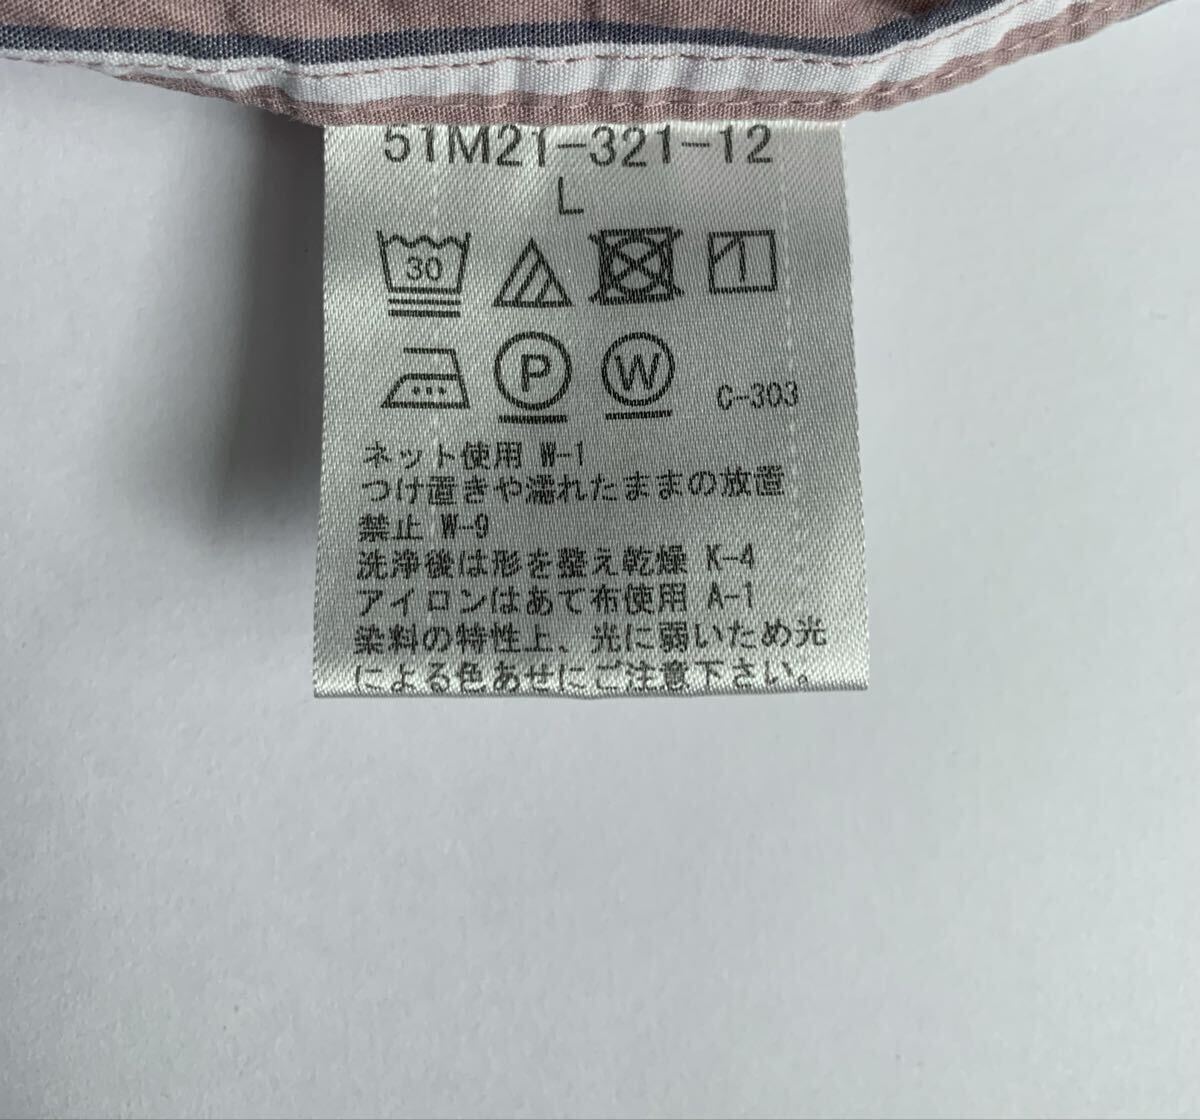 51M21-321-12
L
30
P W C-303
ネット使用 W-1
つけ置きや濡れたままの放置
禁止 W-9
洗浄後は形を整え乾燥 K-4
アイロンはあて布使用 A-1
染料の特性上、光に弱いため光
による色あせにご注意下さい。